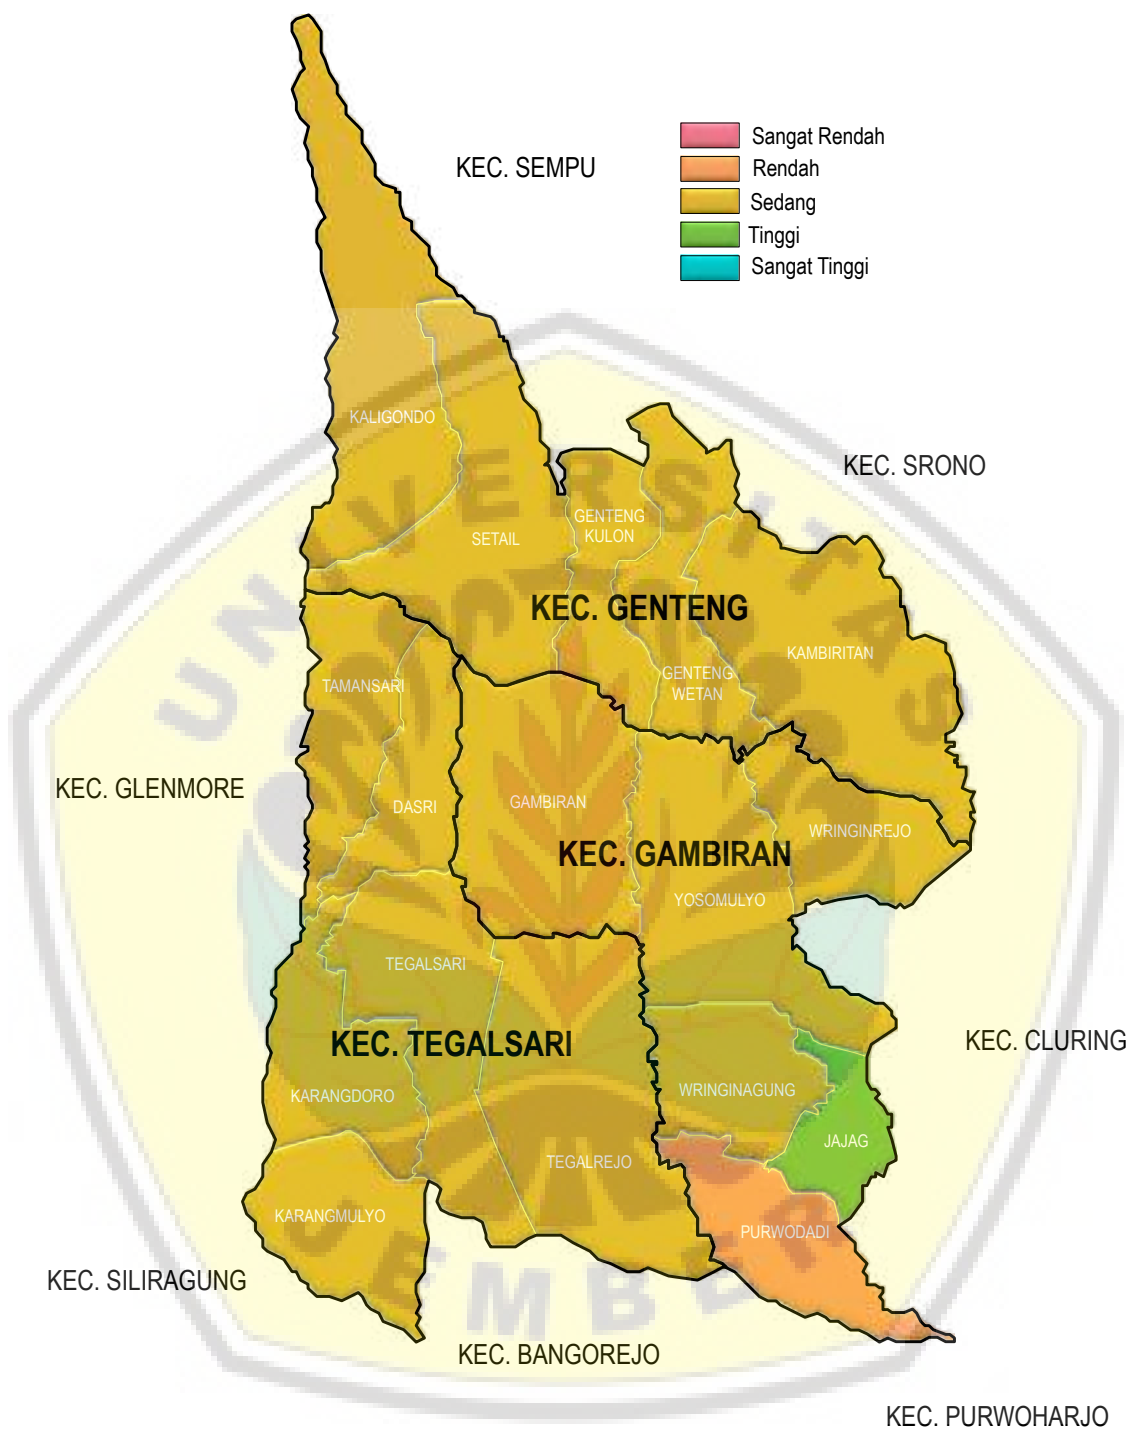 KEC. SEMPU
Sangat Rendah
Rendah
Sedang
Tinggi
Sangat Tinggi
KALIGONDO
KEC. SRONO
SETAIL
GENTENG
KULON
KEC. GENTENG
KAMBIRITAN
GENTENG
WETAN
TAMANSARI
KEC. GLENMORE
DASRI
GAMBIRAN
WRINGINREJO
KEC. GAMBIRAN
YOSOMULYO
TEGALSARI
KEC. TEGALSARI
KEC. CLURING
KARANGDORO
WRINGINAGUNG
JAJAG
TEGALREJO
KARANGMULYO
PURWODADI
KEC. SILIRAGUNG
KEC. BANGOREJO
KEC. PURWOHARJO
UNIVERSITAS
JEMBER